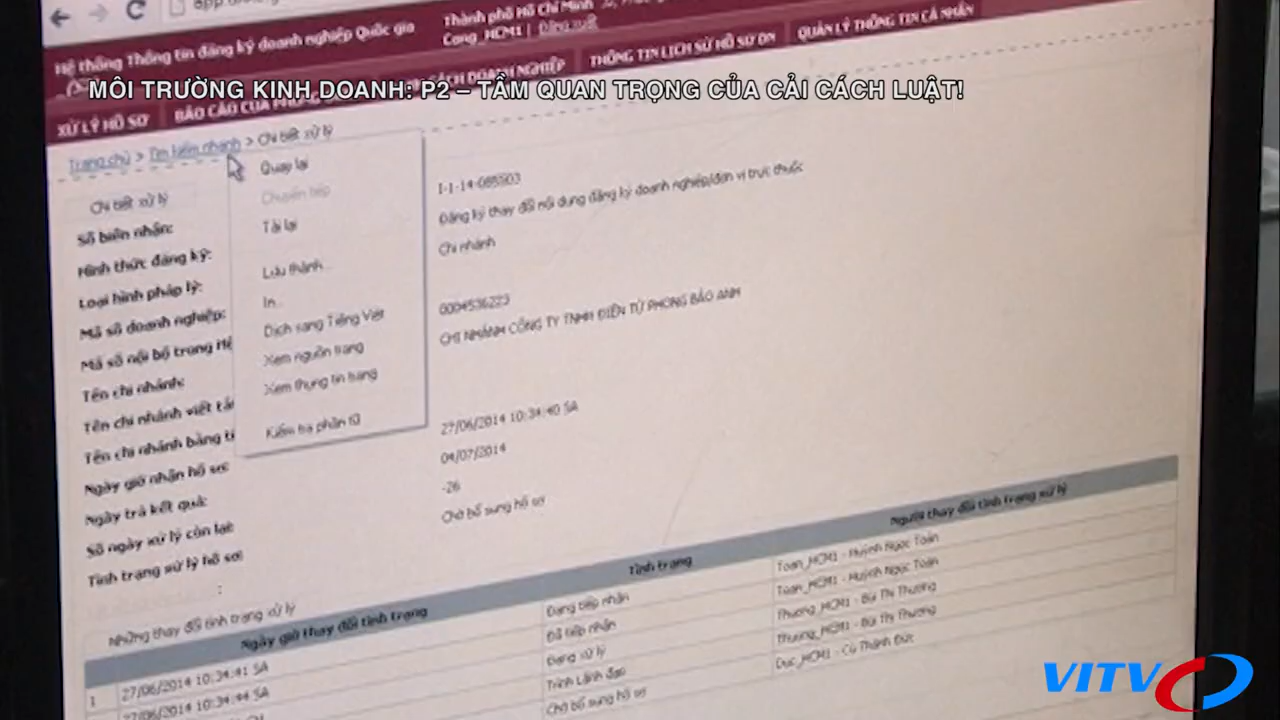 Hệ thống Thông tin đăng ký doanh nghiệp Quốc gia
Thành phố Hồ Chí Minh
Cong_HCM1 | Đăng xuất
MÔI TRƯỜNG KINH DOANH: P2 – TẦM QUAN TRỌNG CỦA CẢI CÁCH LUẬT!
XỬ LÝ HỒ SƠ
BÁO CÁO CỦA
DOANH NGHIỆP
THÔNG TIN LỊCH SỬ HỒ SƠ DN
QUẢN LÝ THÔNG TIN CÁ NHÂN
Trang chủ > Tìm kiếm nhanh > Chi tiết xử lý
Quay lại
Chuyển tiếp
Tải lại
Lưu thành...
In...
Dịch sang Tiếng Việt
Xem nguồn trang
Xem thông tin trang
Kiểm tra phần tử
Chi tiết xử lý
Số biên nhận:
Hình thức đăng ký: Đăng ký thay đổi nội dung đăng ký doanh nghiệp/đơn vị trực thuộc
Loại hình pháp lý: Chi nhánh
Mã số doanh nghiệp:
Mã số nội bộ trong
Tên chi nhánh: CHI NHÁNH CÔNG TY TNHH ĐIỆN TỬ PHONG BẢO ANH
Tên chi nhánh viết
Tên chi nhánh bằng
Ngày giờ nhận hồ sơ: 27/06/2014 10:34:40 SA
Ngày trả kết quả: 04/07/2014
Số ngày xử lý còn lại: -26
Tình trạng xử lý hồ sơ: Chờ bổ sung hồ sơ
Những thay đổi tình trạng xử lý
Ngày giờ thay đổi tình trạng Tình trạng Người thay đổi tình trạng xử lý
1 27/06/2014 10:34:41 SA Đang tiếp nhận Toan_HCM1 - Huỳnh Ngọc Toàn
27/06/2014 10:34:44 SA Đã tiếp nhận Toan_HCM1 - Huỳnh Ngọc Toàn
Đang xử lý Thuong_HCM1 - Bùi Thị Thương
Trình Lãnh đạo Thuong_HCM1 - Bùi Thị Thương
Chờ bổ sung hồ sơ Duc_HCM1 - Cù Thành Đức
VITV